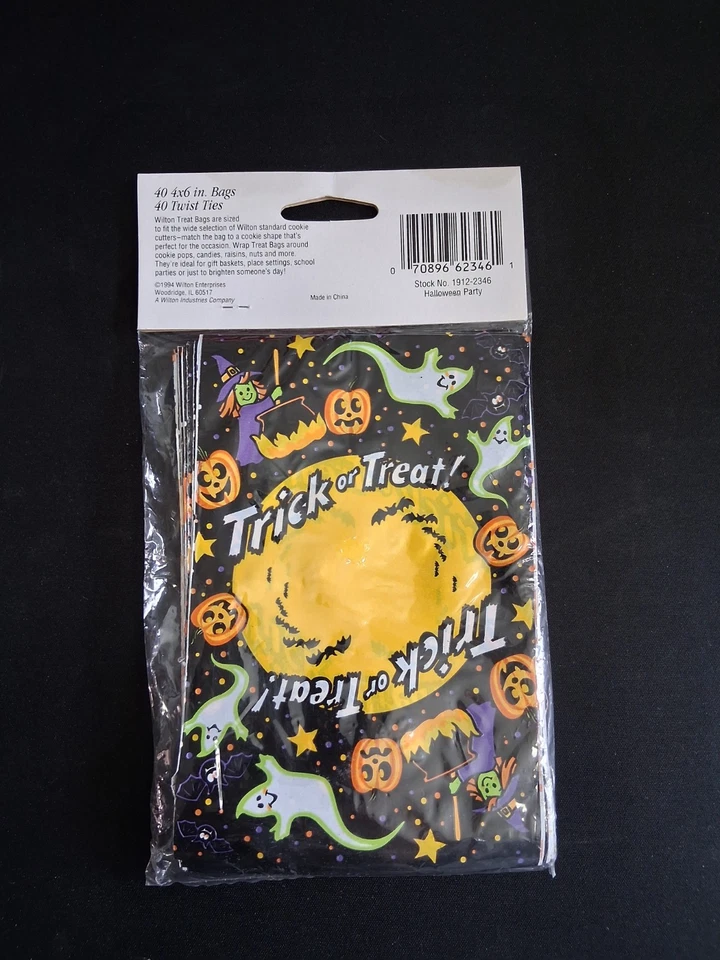 40 4x6 in. Bags
40 Twist Ties
Wilton Treat Bags are sized
to fit the wide selection of Wilton standard cookie
cutters–match the bag to a cookie shape that's
perfect for the occasion. Wrap Treat Bags around
cookie pops, candies, raisins, nuts and more.
They're ideal for gift baskets, place settings, school
parties or just to brighten someone's day!
©1994 Wilton Enterprises
Woodridge, IL 60517
A Wilton Industries Company
Made in China
0 70896 62346 1
Stock No. 1912-2346
Halloween Party
Trick or Treat!
Trick or Treat!